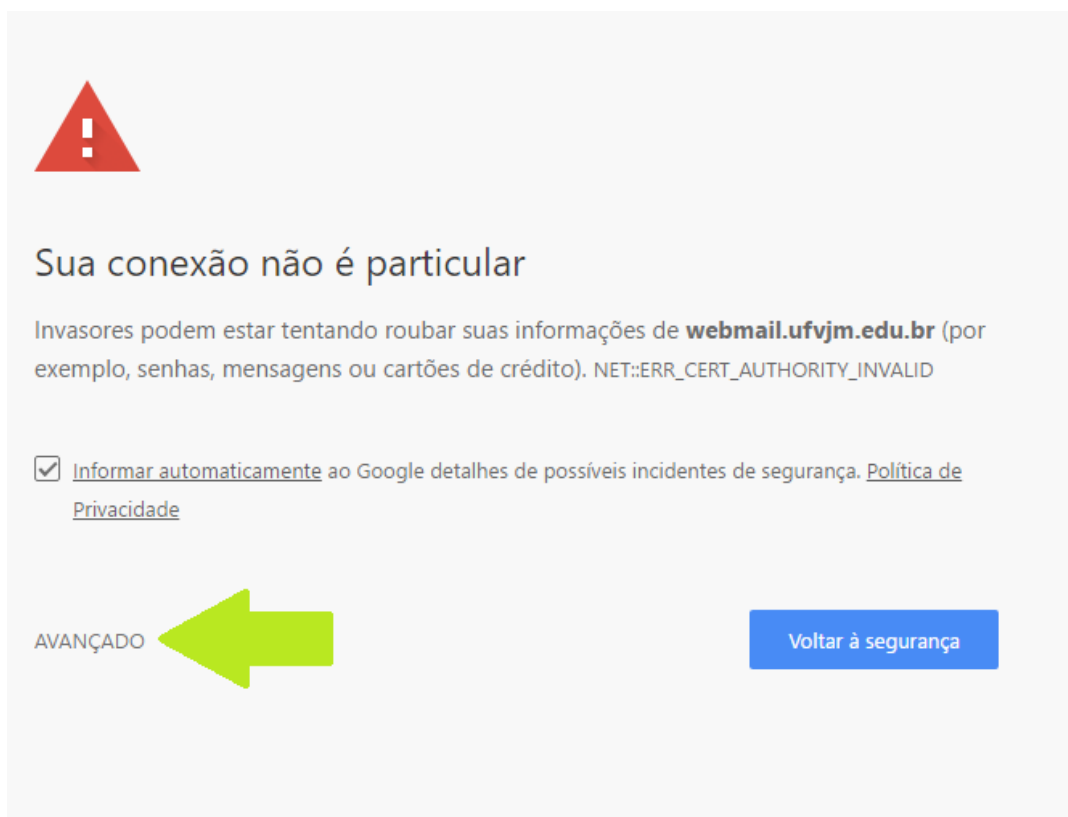 Sua conexão não é particular
Invasores podem estar tentando roubar suas informações de webmail.ufvjm.edu.br (por
exemplo, senhas, mensagens ou cartões de crédito). NET::ERR_CERT_AUTHORITY_INVALID
Informar automaticamente ao Google detalhes de possíveis incidentes de segurança. Política de
Privacidade
AVANÇADO
Voltar à segurança